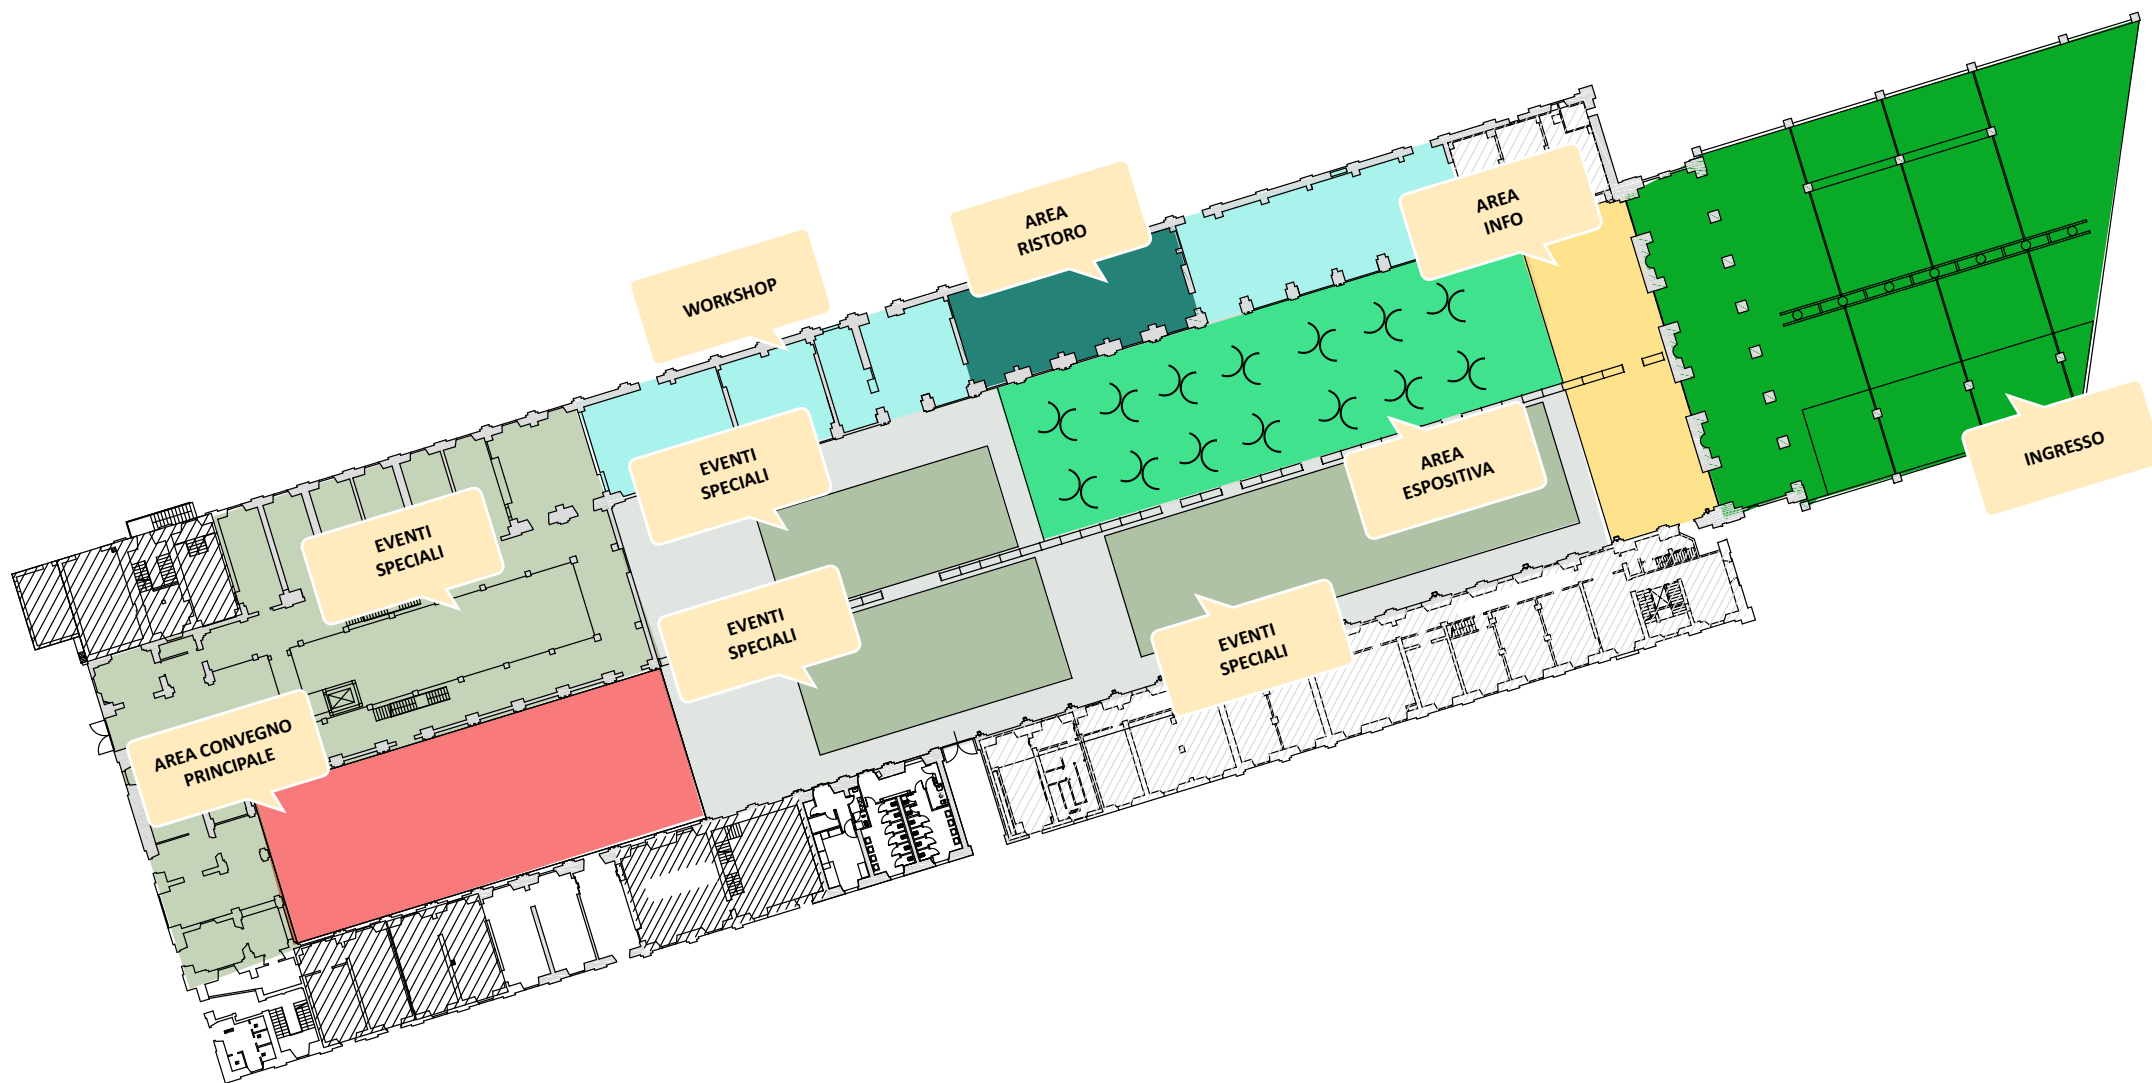 AREA
RISTORO
AREA
INFO
WORKSHOP
EVENTI
SPECIALI
AREA
ESPOSITIVA
INGRESSO
EVENTI
SPECIALI
EVENTI
SPECIALI
EVENTI
SPECIALI
AREA CONVEGNO
PRINCIPALE